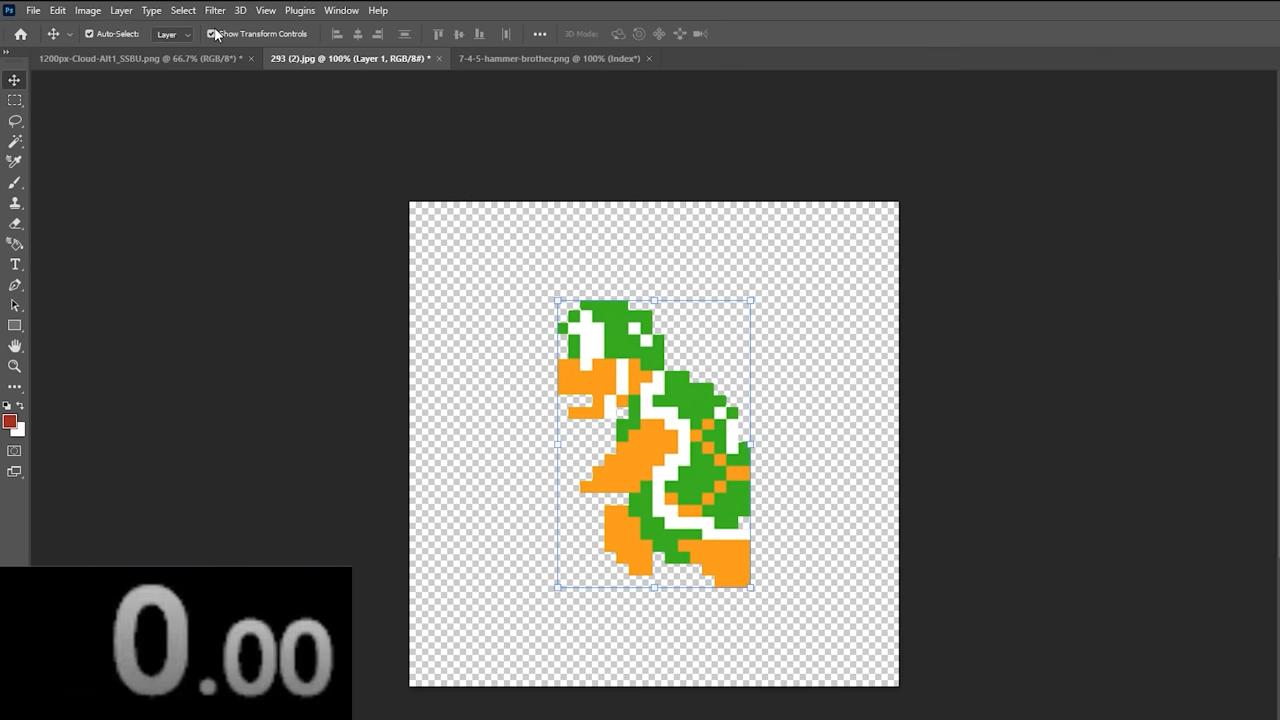 Ps File Edit Image Layer Type Select Filter 3D View Plugins Window Help
Auto-Select: Layer Show Transform Controls ••• 3D Mode:
1200px-Cloud-Alt1_SSBU.png @ 66.7% (RGB/8*) * × 293 (2).jpg @ 100% (Layer 1, RGB/8#) * × 7-4-5-hammer-brother.png @ 100% (Index*) ×
T
0.00